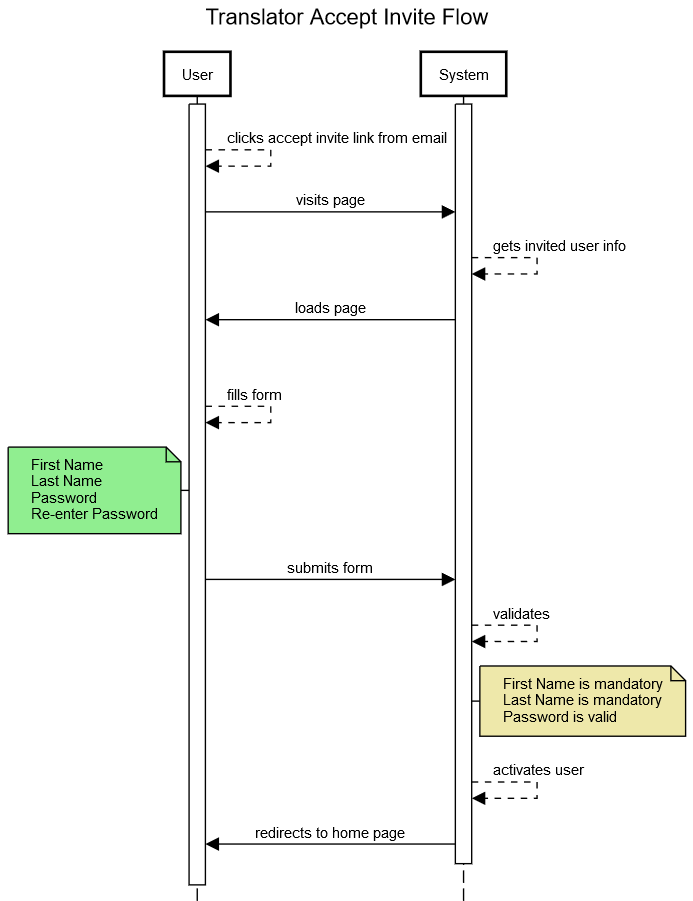 Translator Accept Invite Flow
User
System
clicks accept invite link from email
visits page
gets invited user info
loads page
fills form
First Name
Last Name
Password
Re-enter Password
submits form
validates
First Name is mandatory
Last Name is mandatory
Password is valid
activates user
redirects to home page